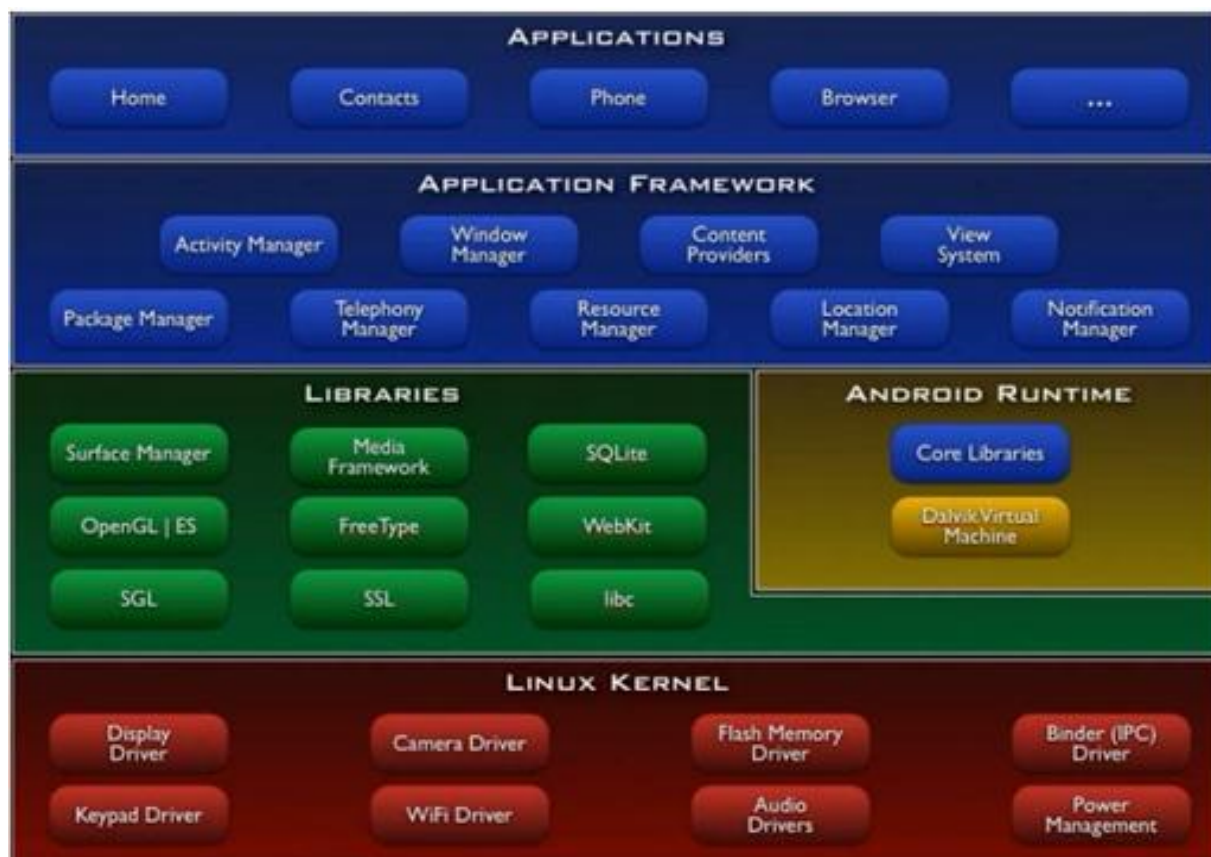 APPLICATIONS
Home
Contacts
Phone
Browser
...
APPLICATION FRAMEWORK
Activity Manager
Window
Manager
Content
Providers
View
System
Package Manager
Telephony
Manager
Resource
Manager
Location
Manager
Notification
Manager
LIBRARIES
Surface Manager
Media
Framework
SQLite
OpenGL | ES
FreeType
WebKit
SGL
SSL
libc
ANDROID RUNTIME
Core Libraries
Dalvik Virtual
Machine
LINUX KERNEL
Display
Driver
Camera Driver
Flash Memory
Driver
Binder (IPC)
Driver
Keypad Driver
WiFi Driver
Audio
Drivers
Power
Management